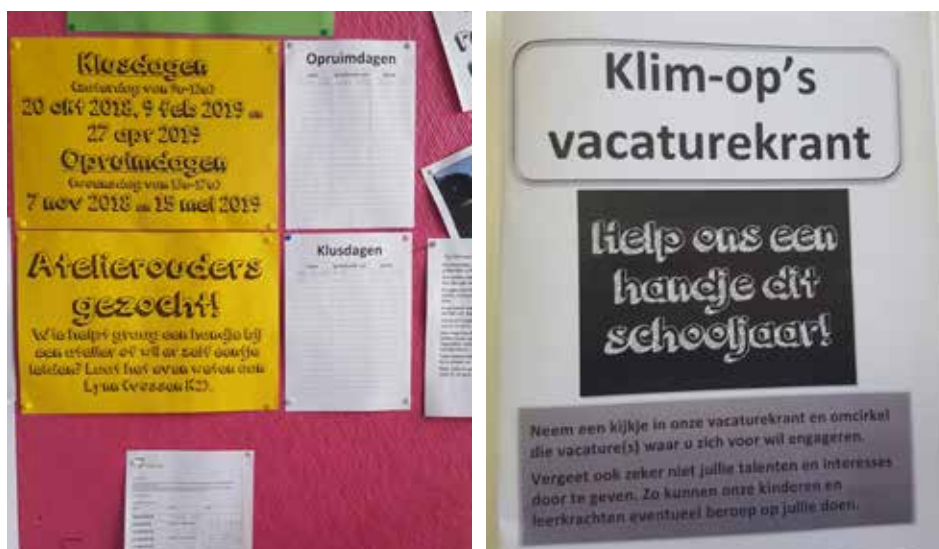 Klusdagen
(zaterdag van 9u-13u)
20 okt 2018, 9 feb 2019 en
27 apr 2019
Opruimdagen
(woensdag van 13u-17u)
7 nov 2018 en 15 mei 2019
Opruimdagen
Atelierouders
gezocht!
Wie helpt graag een handje bij
een atelier of wil er zelf eentje
leiden? Laat het even weten aan
Lynn (vossen K2).
Klusdagen
Klim-op's
vacaturekrant
Help ons een
handje dit
schooljaar!
Neem een kijkje in onze vacaturekrant en omcirkel
die vacature(s) waar u zich voor wil engageren.
Vergeet ook zeker niet jullie talenten en interesses
door te geven. Zo kunnen onze kinderen en
leerkrachten eventueel beroep op jullie doen.